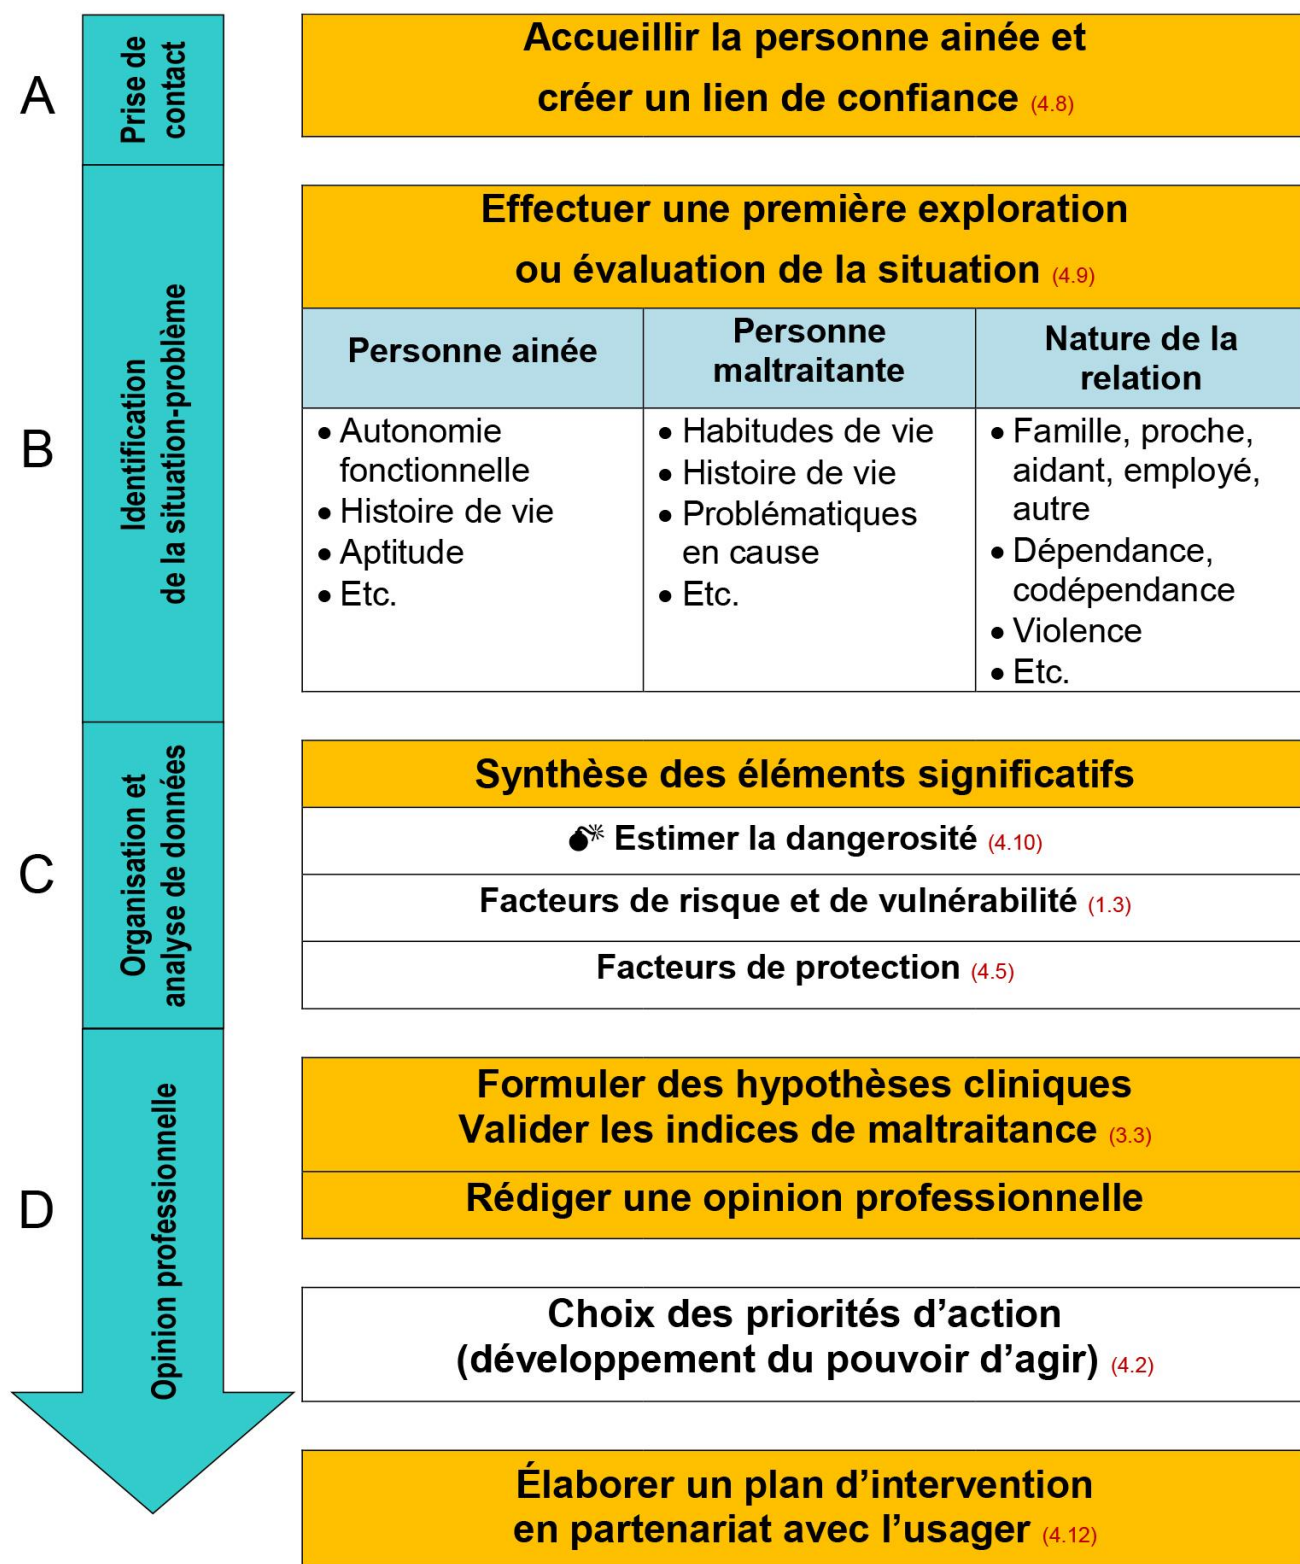 A
Prise de
contact
Accueillir la personne ainée et
créer un lien de confiance (4.8)
B
Identification
de la situation-problème
Effectuer une première exploration
ou évaluation de la situation (4.9)
Personne ainée
• Autonomie
fonctionnelle
• Histoire de vie
• Aptitude
• Etc.
Personne
maltraitante
• Habitudes de vie
• Histoire de vie
• Problématiques
en cause
• Etc.
Nature de la
relation
• Famille, proche,
aidant, employé,
autre
• Dépendance,
codépendance
• Violence
• Etc.
C
Organisation et
analyse de données
Synthèse des éléments significatifs
Estimer la dangerosité (4.10)
Facteurs de risque et de vulnérabilité (1.3)
Facteurs de protection (4.5)
D
Opinion professionnelle
Formuler des hypothèses cliniques
Valider les indices de maltraitance (3.3)
Rédiger une opinion professionnelle
Choix des priorités d’action
(développement du pouvoir d’agir) (4.2)
Élaborer un plan d’intervention
en partenariat avec l’usager (4.12)